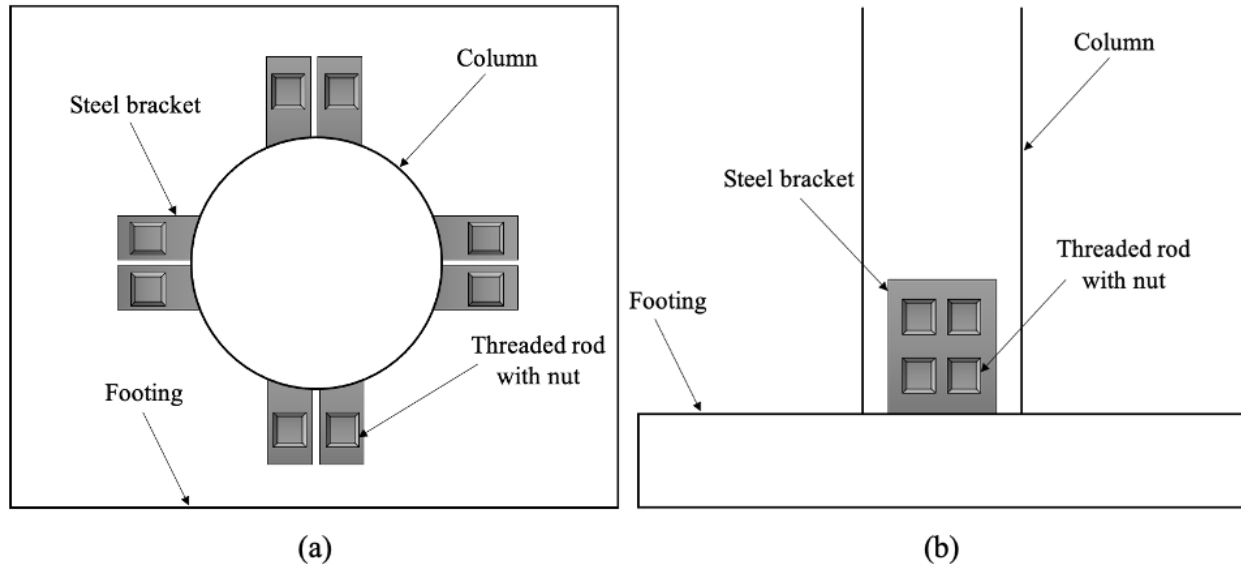 Column
Steel bracket
Threaded rod
with nut
Footing
(a)
Column
Steel bracket
Threaded rod
with nut
Footing
(b)